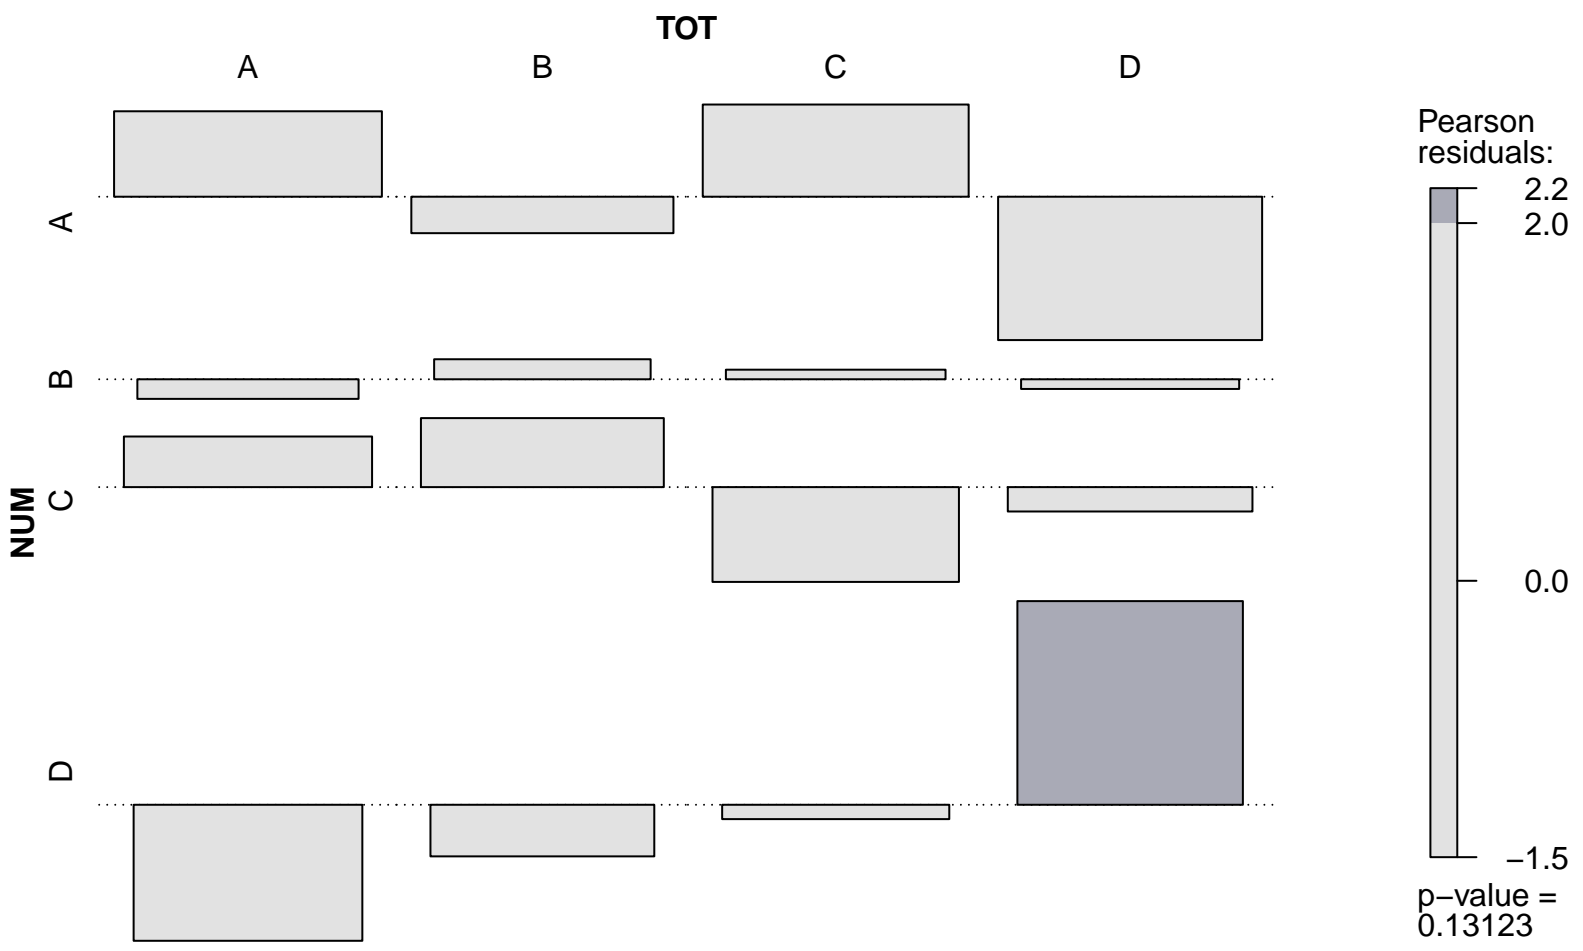 TOT
A B C D
Pearson
residuals:
2.2
2.0
0.0
−1.5
p−value =
0.13123
NUM
A
B
C
D